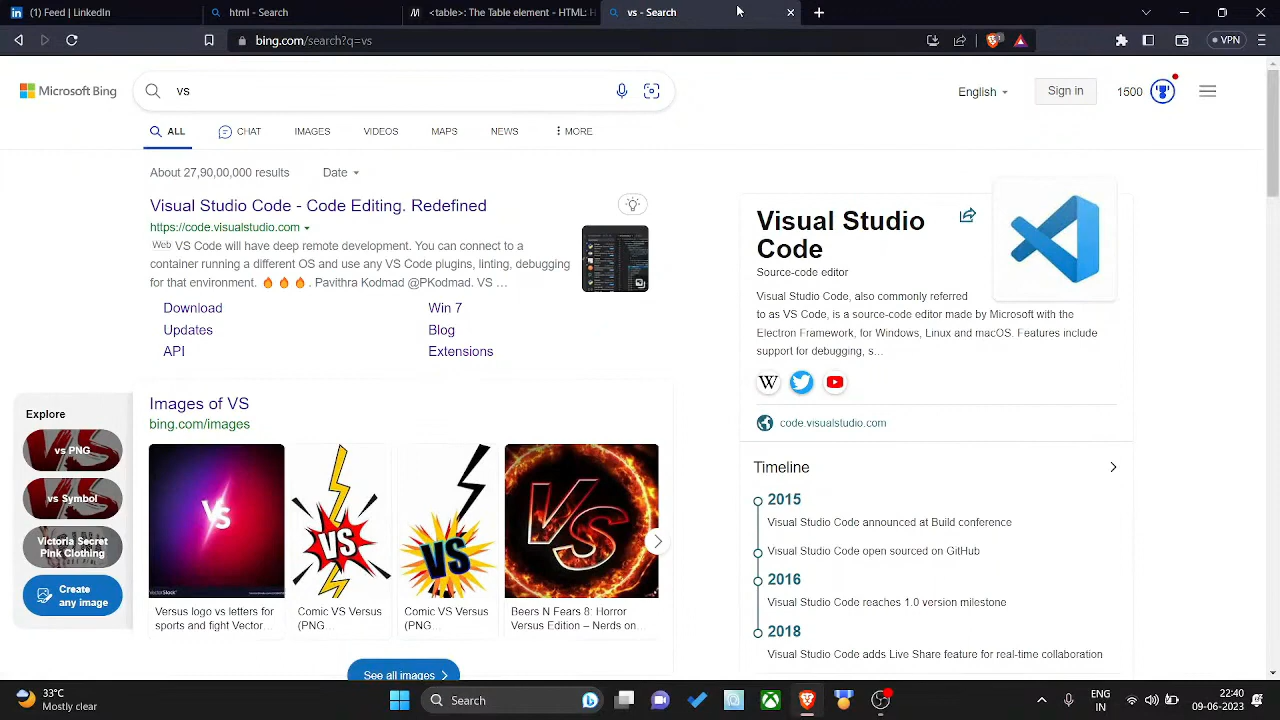 (1) Feed | LinkedIn
html - Search
<table>: The Table element - HTML: H
vs - Search
bing.com/search?q=vs
1
VPN
Microsoft Bing
vs
English
Sign in
1500
ALL
CHAT
IMAGES
VIDEOS
MAPS
NEWS
MORE
About 27,90,00,000 results
Date
Visual Studio Code - Code Editing. Redefined
https://code.visualstudio.com
Web VS Code will have deep remote development. You can connect to a
container running a different OS and use any VS Code plugins, linting, debugging
for that environment. 🔥 🔥 🔥. Pavithra Kodmad @PKodmad. VS ...
Download
Win 7
Updates
Blog
API
Extensions
Images of VS
bing.com/images
VS
VS
VS
VS
VectorStock
Versus logo vs letters for
sports and fight Vector...
Comic VS Versus
(PNG...
Comic VS Versus
(PNG...
Beers N Fears 8: Horror
Versus Edition – Nerds on...
See all images
Explore
vs PNG
vs Symbol
Victoria Secret
Pink Clothing
Create
any image
Visual Studio
Code
Source-code editor
Visual Studio Code, also commonly referred
to as VS Code, is a source-code editor made by Microsoft with the
Electron Framework, for Windows, Linux and macOS. Features include
support for debugging, s...
W
code.visualstudio.com
Timeline
2015
Visual Studio Code announced at Build conference
Visual Studio Code open sourced on GitHub
2016
Visual Studio Code reaches 1.0 version milestone
2018
Visual Studio Code adds Live Share feature for real-time collaboration
33°C
Mostly clear
Search
ENG
IN
22:40
09-06-2023